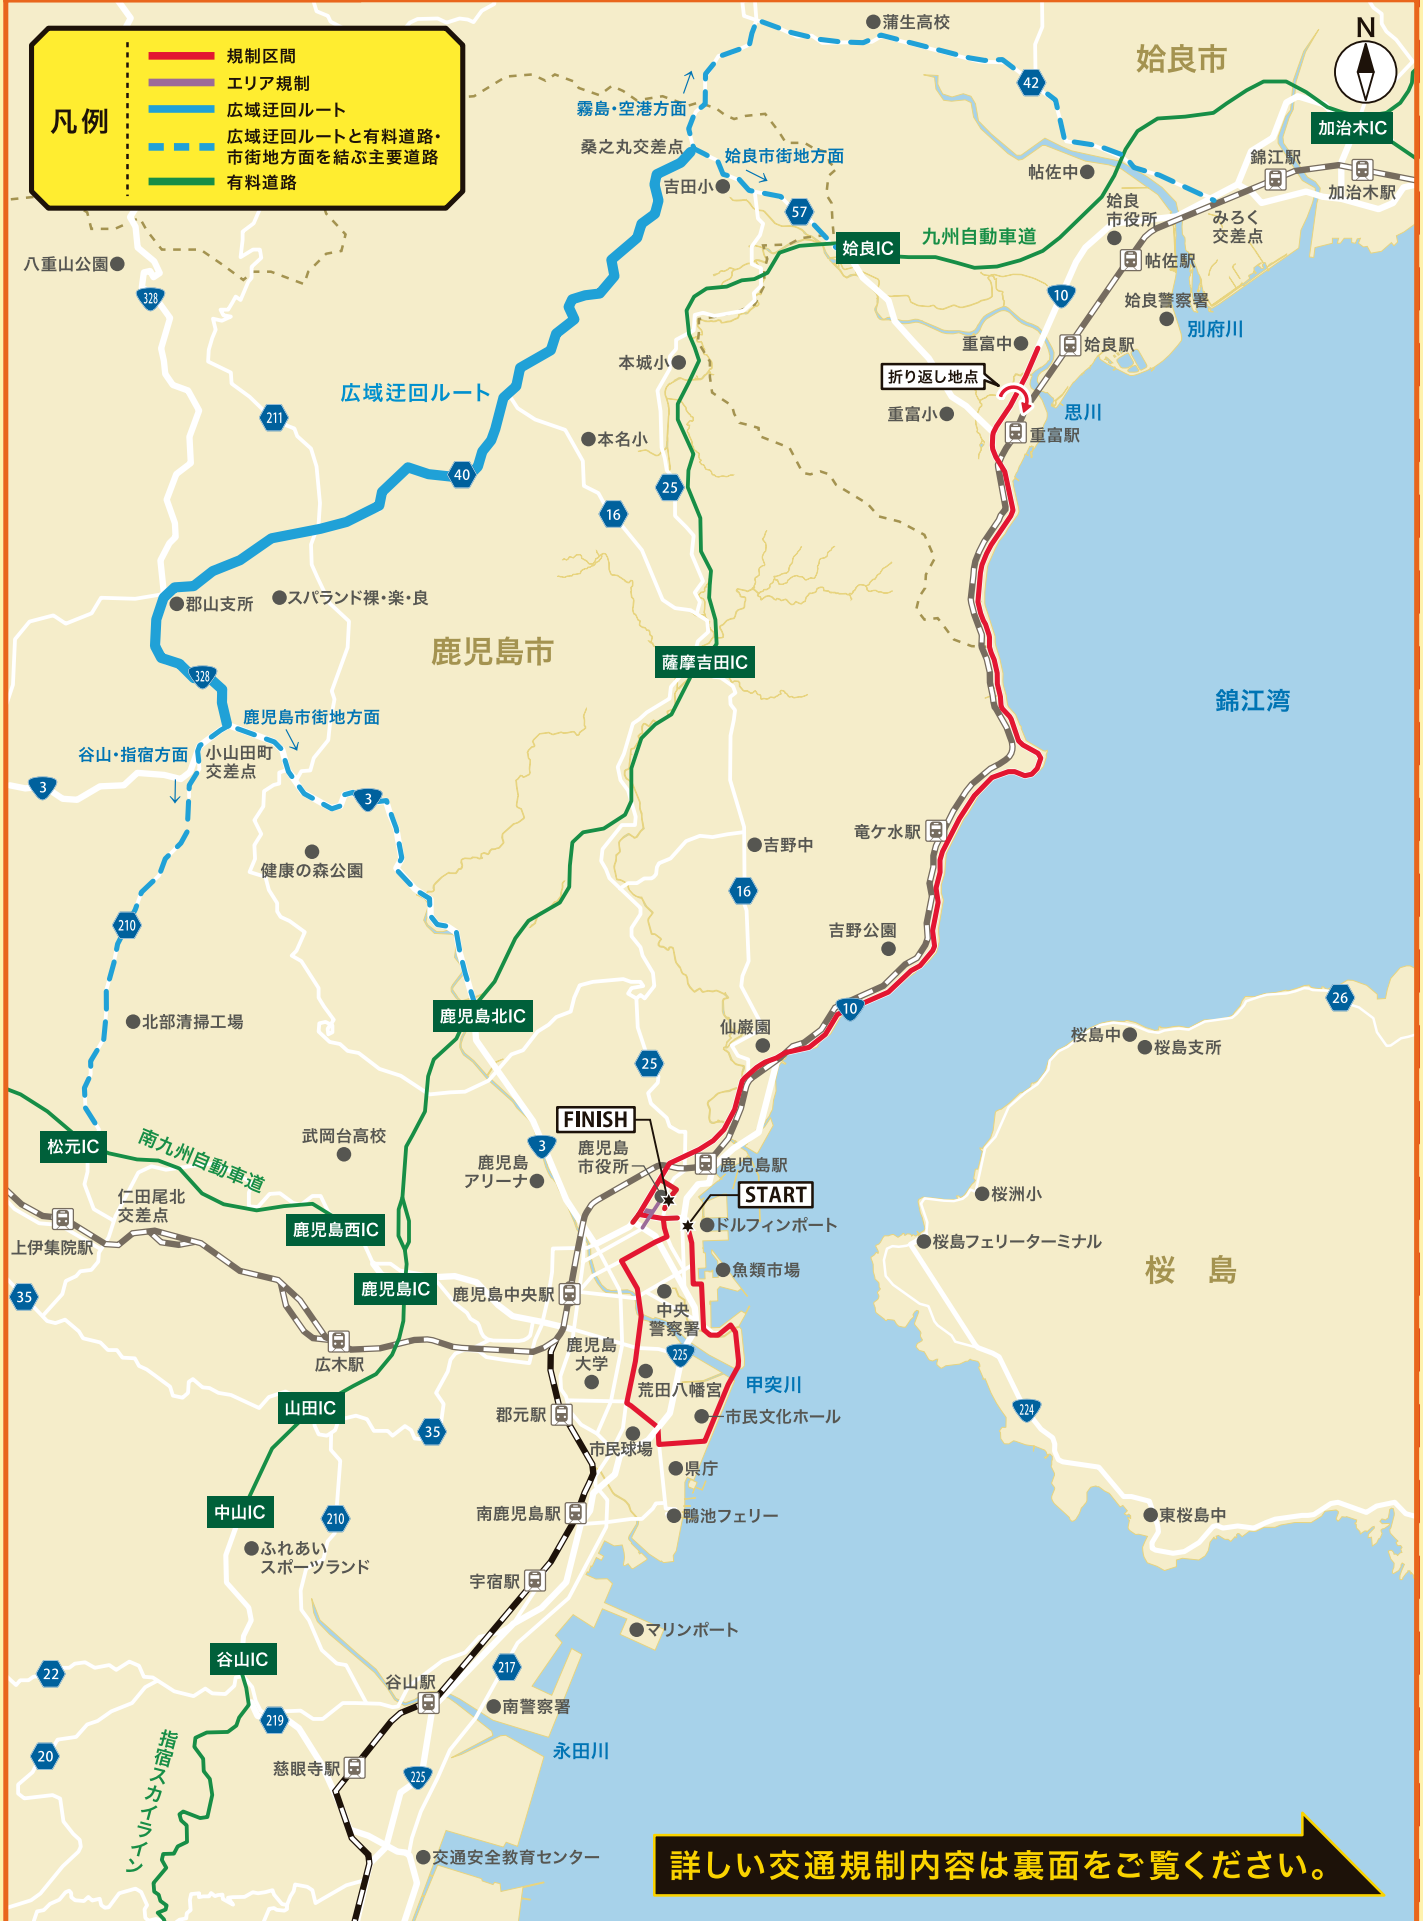 凡例
規制区間
エリア規制
広域迂回ルート
広域迂回ルートと有料道路・
市街地方面を結ぶ主要道路
有料道路
N
蒲生高校
姶良市
42
霧島・空港方面
加治木IC
桑之丸交差点
姶良市街地方面
錦江駅
吉田小
帖佐中
加治木駅
57
姶良
市役所
みろく
交差点
姶良IC
九州自動車道
八重山公園
帖佐駅
328
10
姶良警察署
別府川
重富中
姶良駅
本城小
折り返し地点
広域迂回ルート
211
重富小
思川
本名小
重富駅
40
25
16
郡山支所
スパランド裸・楽・良
鹿児島市
薩摩吉田IC
328
錦江湾
鹿児島市街地方面
谷山・指宿方面
小山田町
交差点
3
3
竜ケ水駅
吉野中
健康の森公園
16
210
吉野公園
26
10
鹿児島北IC
北部清掃工場
仙巌園
桜島中
桜島支所
25
FINISH
3
松元IC
南九州自動車道
武岡台高校
鹿児島
市役所
鹿児島
アリーナ
鹿児島駅
START
仁田尾北
交差点
桜洲小
鹿児島西IC
ドルフィンポート
上伊集院駅
桜島フェリーターミナル
魚類市場
桜島
鹿児島IC
鹿児島中央駅
35
中央
警察署
鹿児島
大学
225
広木駅
荒田八幡宮
甲突川
山田IC
郡元駅
市民文化ホール
224
35
市民球場
県庁
中山IC
南鹿児島駅
鴨池フェリー
東桜島中
210
ふれあい
スポーツランド
宇宿駅
マリンポート
谷山IC
22
217
谷山駅
南警察署
219
指宿スカイライン
20
永田川
慈眼寺駅
225
交通安全教育センター
詳しい交通規制内容は裏面をご覧ください。